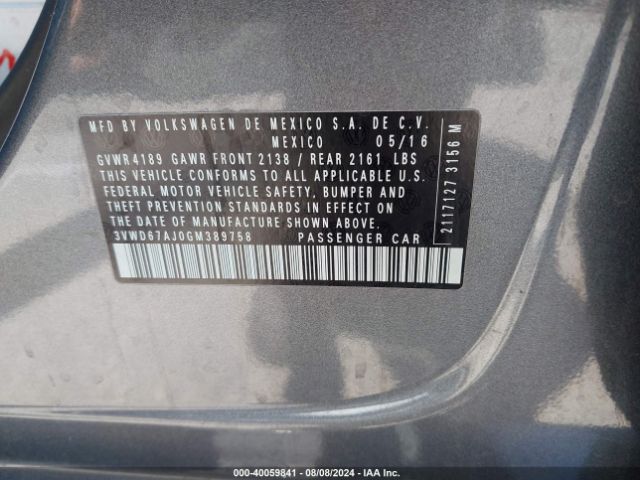 MFD BY VOLKSWAGEN DE MEXICO S.A. DE C.V.
MEXICO 05/16
GVWR 4189 GAWR FRONT 2138 / REAR 2161 LBS
THIS VEHICLE CONFORMS TO ALL APPLICABLE U.S.
FEDERAL MOTOR VEHICLE SAFETY, BUMPER AND
THEFT PREVENTION STANDARDS IN EFFECT ON
THE DATE OF MANUFACTURE SHOWN ABOVE.
3VWD67AJ0GM389758 PASSENGER CAR
2117127 3156 M
000-40059841 - 08/08/2024 - IAA Inc.